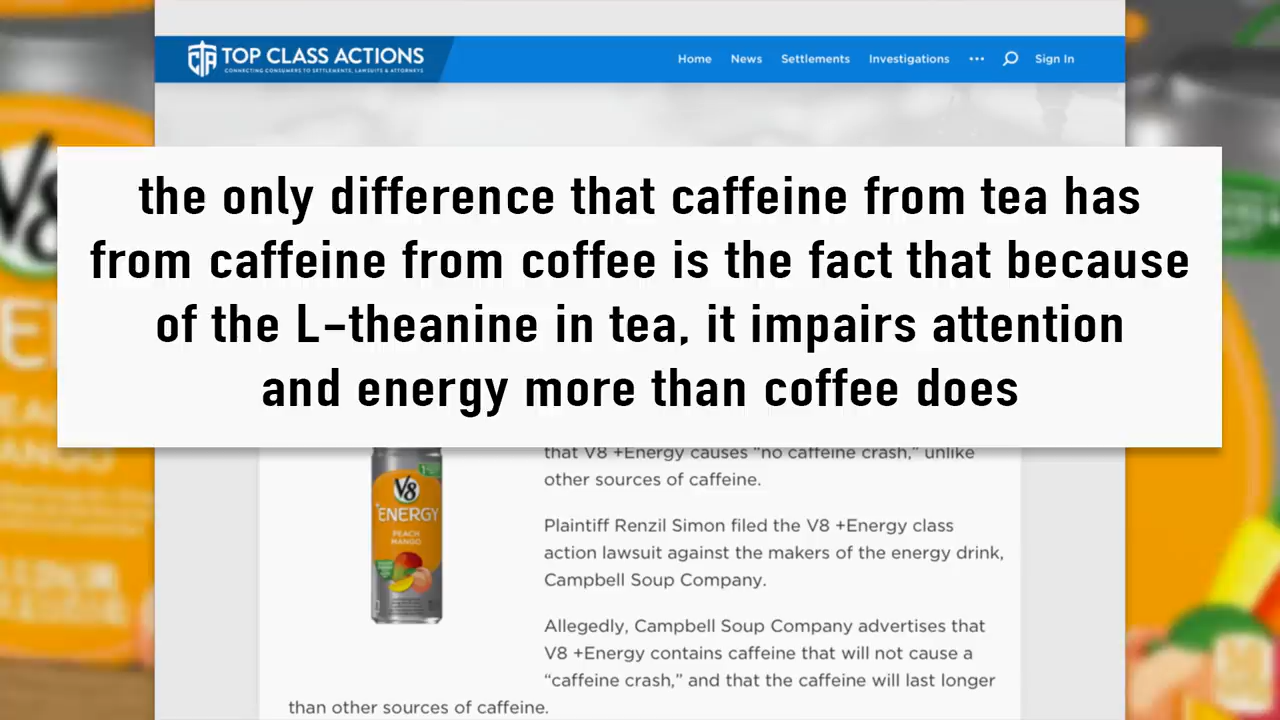 TOP CLASS ACTIONS
CONNECTING CONSUMERS TO SETTLEMENTS, LAWSUITS & ATTORNEYS
Home News Settlements Investigations ••• Sign In
the only difference that caffeine from tea has
from caffeine from coffee is the fact that because
of the L-theanine in tea, it impairs attention
and energy more than coffee does
that V8 +Energy causes “no caffeine crash,” unlike
other sources of caffeine.
Plaintiff Renzil Simon filed the V8 +Energy class
action lawsuit against the makers of the energy drink,
Campbell Soup Company.
Allegedly, Campbell Soup Company advertises that
V8 +Energy contains caffeine that will not cause a
“caffeine crash,” and that the caffeine will last longer
than other sources of caffeine.
V8
+ENERGY
PEACH
MANGO
V8